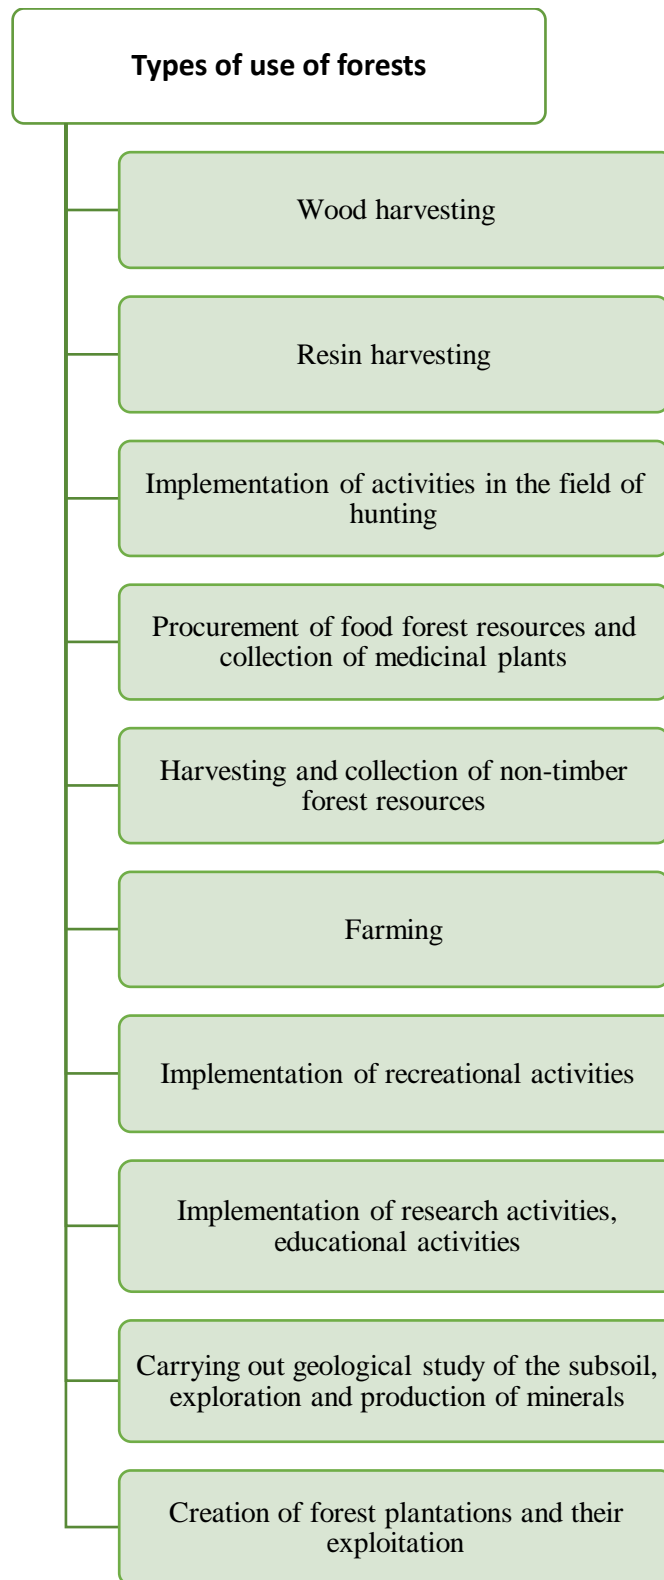 Types of use of forests
Wood harvesting
Resin harvesting
Implementation of activities in the field of
hunting
Procurement of food forest resources and
collection of medicinal plants
Harvesting and collection of non-timber
forest resources
Farming
Implementation of recreational activities
Implementation of research activities,
educational activities
Carrying out geological study of the subsoil,
exploration and production of minerals
Creation of forest plantations and their
exploitation